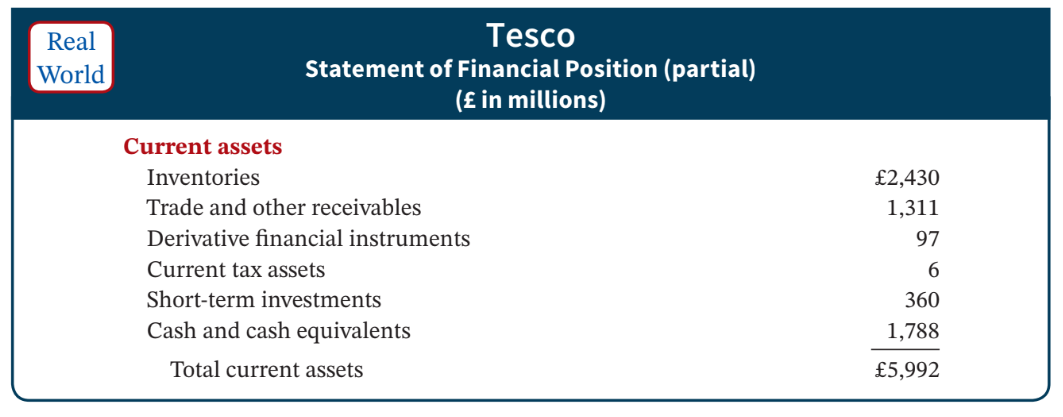 Real
World
Tesco
Statement of Financial Position (partial)
(£ in millions)
Current assets
Inventories £2,430
Trade and other receivables 1,311
Derivative financial instruments 97
Current tax assets 6
Short-term investments 360
Cash and cash equivalents 1,788
Total current assets £5,992